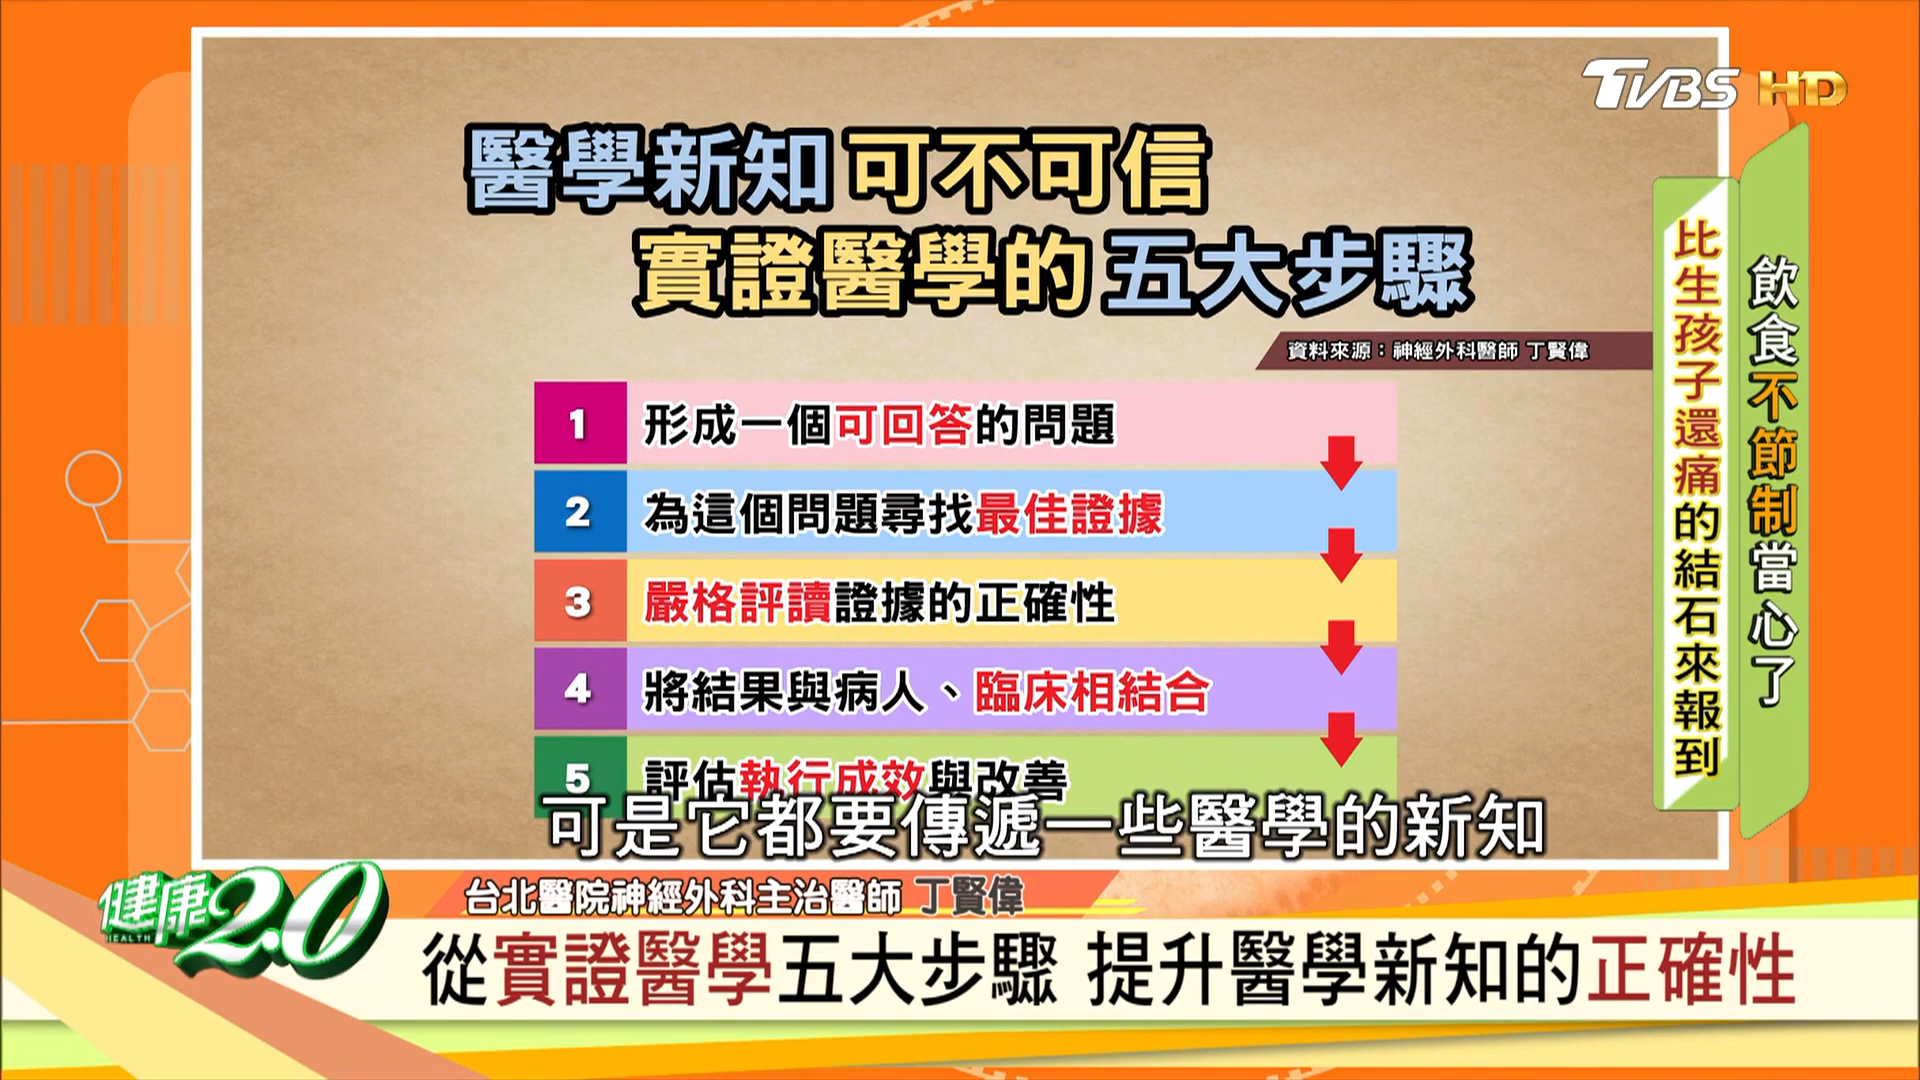 TVBS HD
醫學新知 可不可信
實證醫學的 五大步驟
資料來源：神經外科醫師 丁賢偉
1 形成一個可回答的問題
2 為這個問題尋找最佳證據
3 嚴格評讀證據的正確性
4 將結果與病人、臨床相結合
5 評估執行成效與改善
飲食不節制當心了
比生孩子還痛的結石來報到
可是它都要傳遞一些醫學的新知
健康2.0
HEALTH
台北醫院神經外科主治醫師 丁賢偉
從實證醫學五大步驟 提升醫學新知的正確性